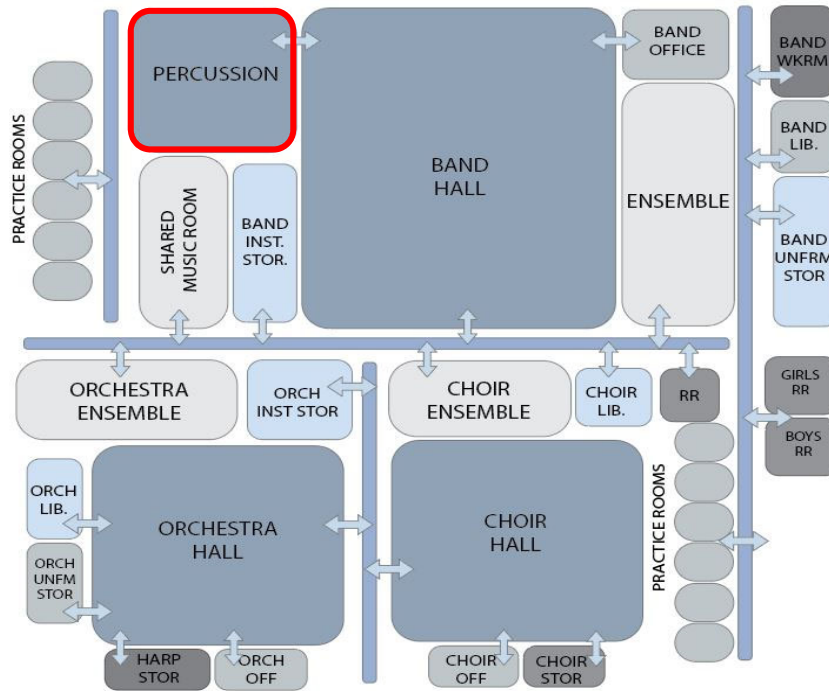 PERCUSSION
BAND
OFFICE
BAND
WKRM
PRACTICE ROOMS
BAND
HALL
BAND
LIB.
SHARED
MUSIC ROOM
BAND
INST.
STOR.
ENSEMBLE
BAND
UNFRM
STOR
ORCHESTRA
ENSEMBLE
ORCH
INST STOR
CHOIR
ENSEMBLE
CHOIR
LIB.
RR
GIRLS
RR
BOYS
RR
ORCH
LIB.
ORCHESTRA
HALL
CHOIR
HALL
PRACTICE ROOMS
ORCH
UNFM
STOR
HARP
STOR
ORCH
OFF
CHOIR
OFF
CHOIR
STOR